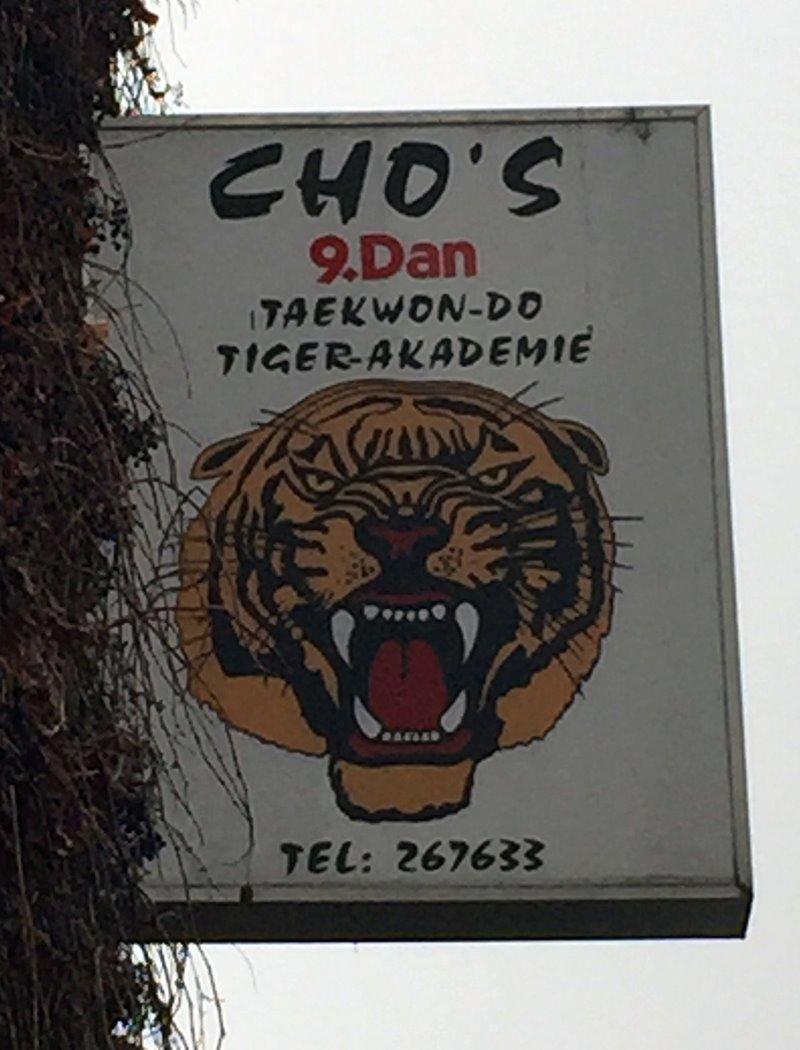 CHO'S
9.Dan
TAEKWON-DO
TIGER-AKADEMIE
TEL: 267633